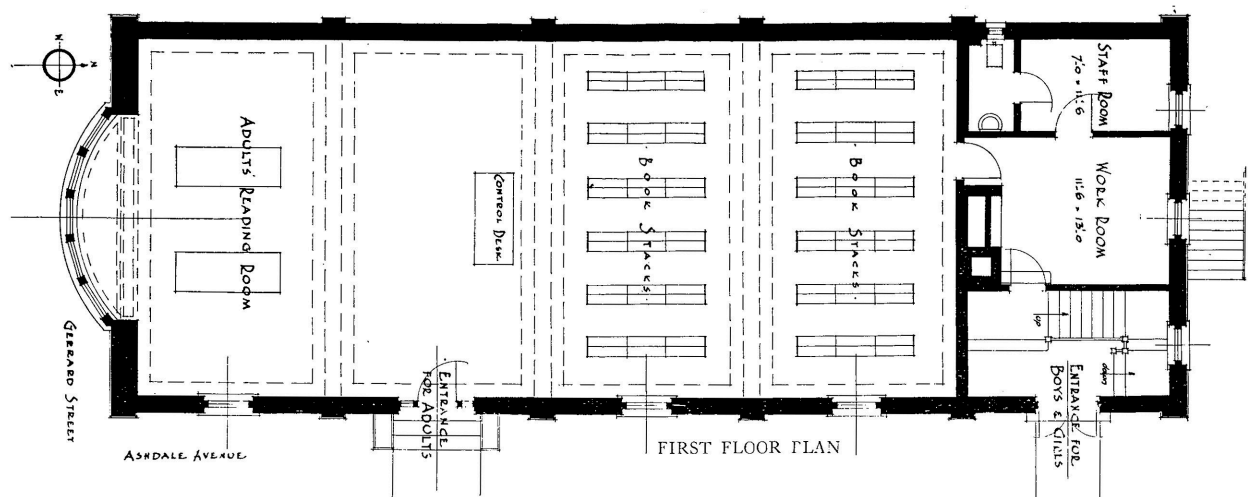 N
N
E
STAFF ROOM
7'·0 × 11'·6
WORK ROOM
11'·6 × 13'·0
ADULTS' READING ROOM
CONTROL DESK
· BOOK STACKS ·
· BOOK STACKS ·
up
down
GERRARD STREET
ASHDALE AVENUE
ENTRANCE
FOR ADULTS
ENTRANCE FOR
BOYS & GIRLS
FIRST FLOOR PLAN